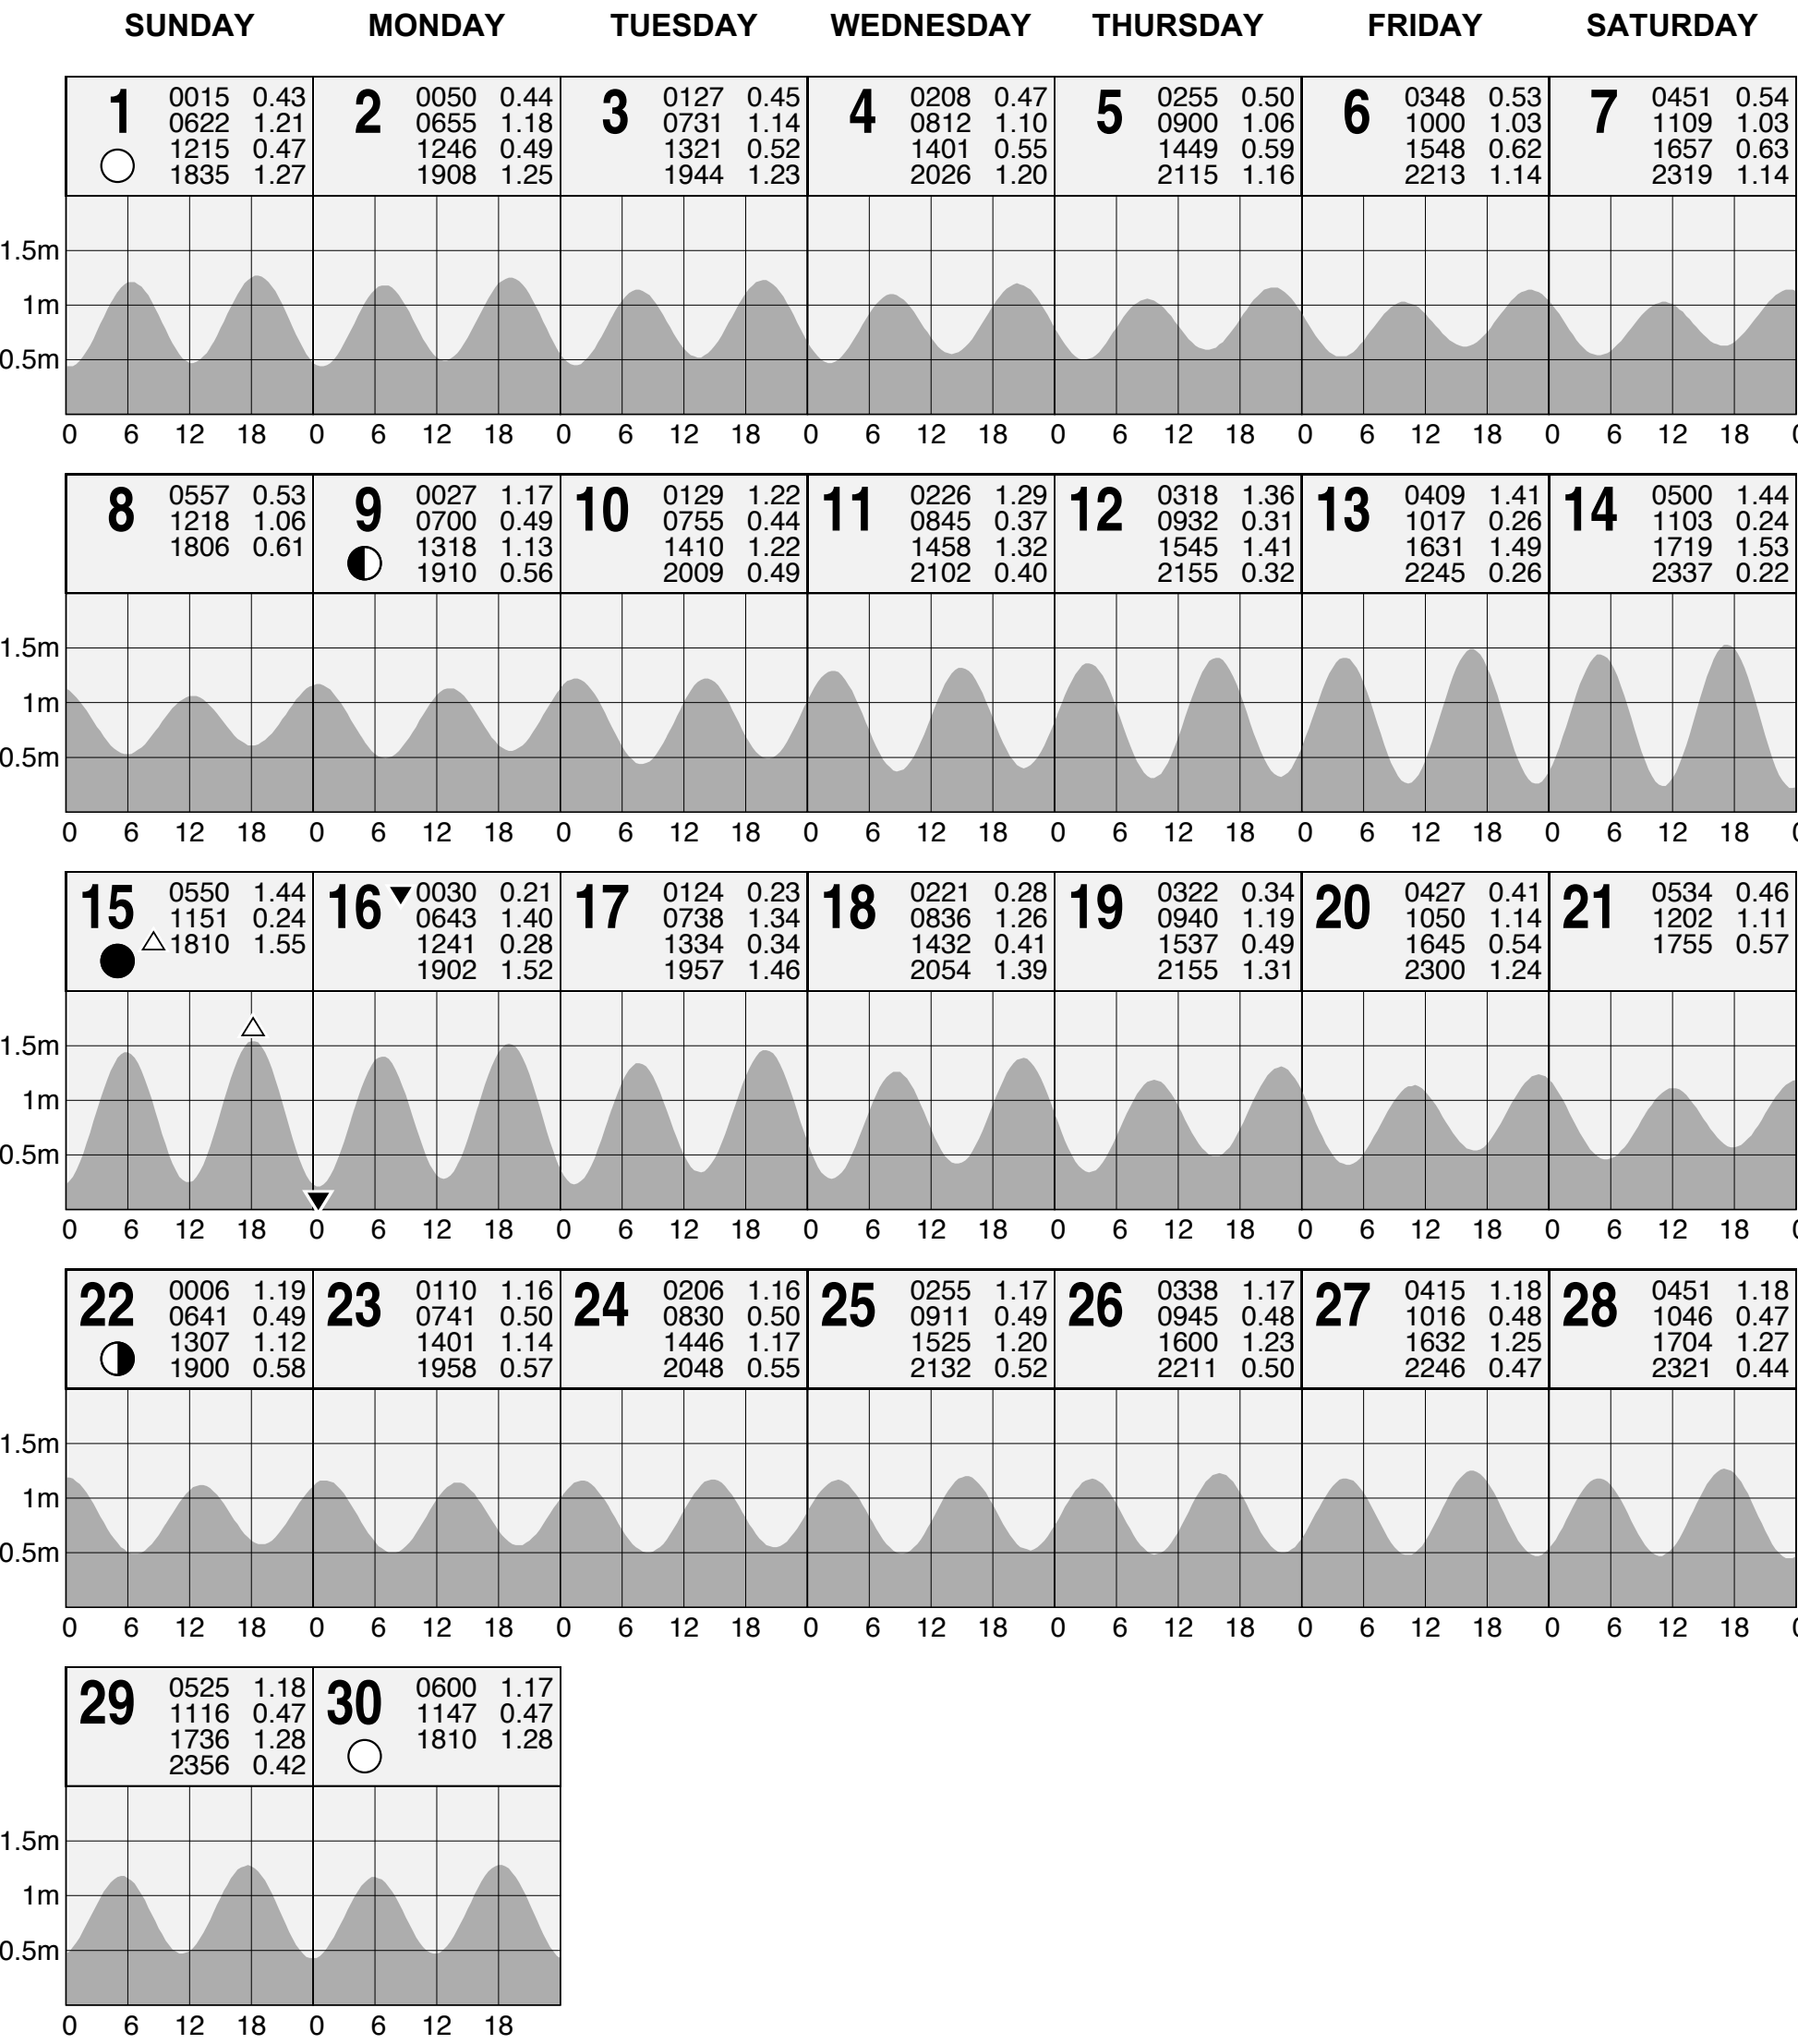 SUNDAY MONDAY TUESDAY WEDNESDAY THURSDAY FRIDAY SATURDAY
1 0015 0.43
0622 1.21
1215 0.47
1835 1.27
2 0050 0.44
0655 1.18
1246 0.49
1908 1.25
3 0127 0.45
0731 1.14
1321 0.52
1944 1.23
4 0208 0.47
0812 1.10
1401 0.55
2026 1.20
5 0255 0.50
0900 1.06
1449 0.59
2115 1.16
6 0348 0.53
1000 1.03
1548 0.62
2213 1.14
7 0451 0.54
1109 1.03
1657 0.63
2319 1.14
1.5m
1m
0.5m
0 6 12 18 0 6 12 18 0 6 12 18 0 6 12 18 0 6 12 18 0 6 12 18 0 6 12 18 0
8 0557 0.53
1218 1.06
1806 0.61
9 0027 1.17
0700 0.49
1318 1.13
1910 0.56
10 0129 1.22
0755 0.44
1410 1.22
2009 0.49
11 0226 1.29
0845 0.37
1458 1.32
2102 0.40
12 0318 1.36
0932 0.31
1545 1.41
2155 0.32
13 0409 1.41
1017 0.26
1631 1.49
2245 0.26
14 0500 1.44
1103 0.24
1719 1.53
2337 0.22
1.5m
1m
0.5m
0 6 12 18 0 6 12 18 0 6 12 18 0 6 12 18 0 6 12 18 0 6 12 18 0 6 12 18 0
15 0550 1.44
1151 0.24
1810 1.55
16 0030 0.21
0643 1.40
1241 0.28
1902 1.52
17 0124 0.23
0738 1.34
1334 0.34
1957 1.46
18 0221 0.28
0836 1.26
1432 0.41
2054 1.39
19 0322 0.34
0940 1.19
1537 0.49
2155 1.31
20 0427 0.41
1050 1.14
1645 0.54
2300 1.24
21 0534 0.46
1202 1.11
1755 0.57
1.5m
1m
0.5m
0 6 12 18 0 6 12 18 0 6 12 18 0 6 12 18 0 6 12 18 0 6 12 18 0 6 12 18 0
22 0006 1.19
0641 0.49
1307 1.12
1900 0.58
23 0110 1.16
0741 0.50
1401 1.14
1958 0.57
24 0206 1.16
0830 0.50
1446 1.17
2048 0.55
25 0255 1.17
0911 0.49
1525 1.20
2132 0.52
26 0338 1.17
0945 0.48
1600 1.23
2211 0.50
27 0415 1.18
1016 0.48
1632 1.25
2246 0.47
28 0451 1.18
1046 0.47
1704 1.27
2321 0.44
1.5m
1m
0.5m
0 6 12 18 0 6 12 18 0 6 12 18 0 6 12 18 0 6 12 18 0 6 12 18 0 6 12 18 0
29 0525 1.18
1116 0.47
1736 1.28
2356 0.42
30 0600 1.17
1147 0.47
1810 1.28
1.5m
1m
0.5m
0 6 12 18 0 6 12 18